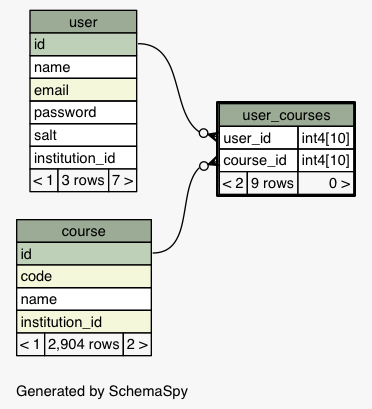 user
id
name
email
password
salt
institution_id
< 1 3 rows 7 >
user_courses
user_id int4[10]
course_id int4[10]
< 2 9 rows 0 >
course
id
code
name
institution_id
< 1 2,904 rows 2 >
Generated by SchemaSpy